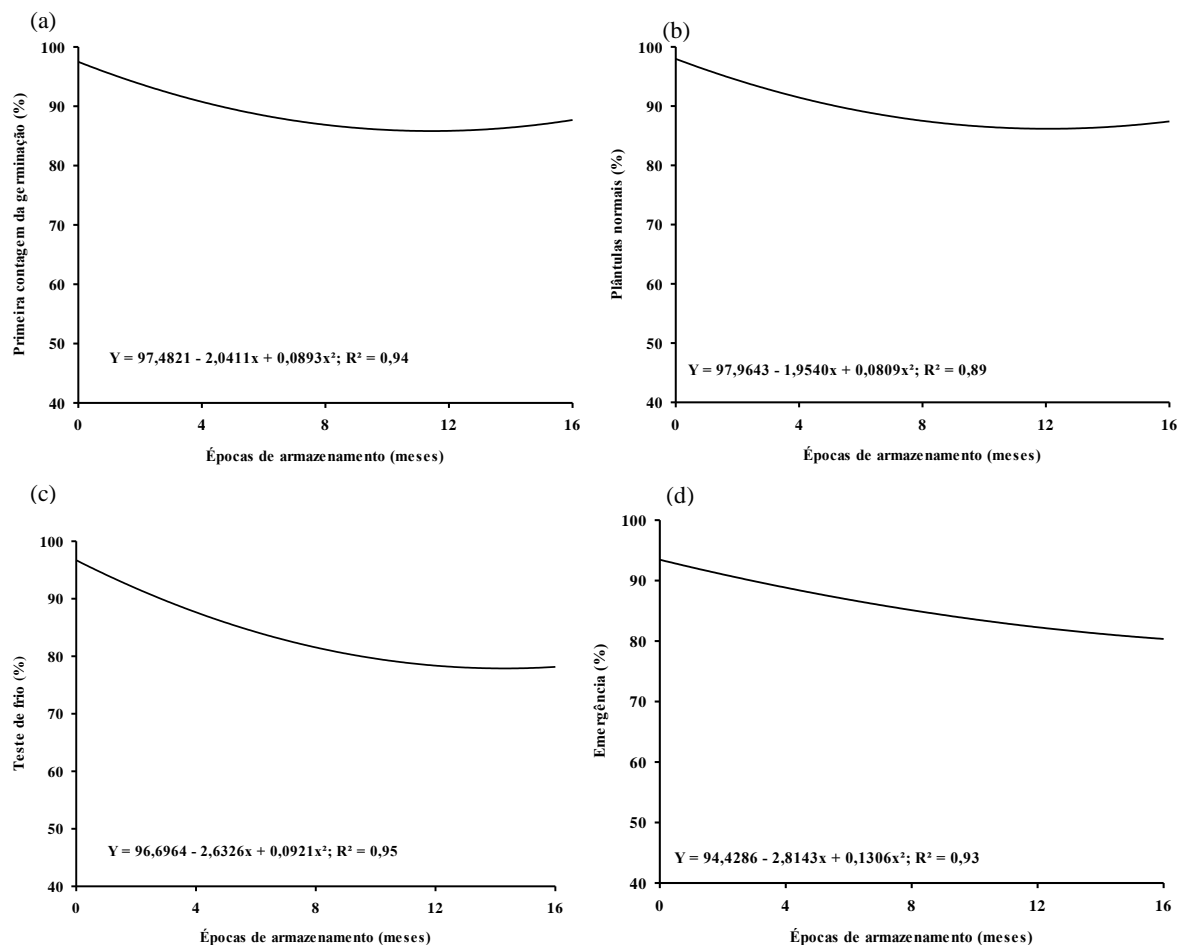 (a)
100
90
80
70
60
50
40
Primeira contagem da germinação (%)
Y = 97,4821 - 2,0411x + 0,0893x²; R² = 0,94
0 4 8 12 16
Épocas de armazenamento (meses)
(b)
100
90
80
70
60
50
40
Plântulas normais (%)
Y = 97,9643 - 1,9540x + 0,0809x²; R² = 0,89
0 4 8 12 16
Épocas de armazenamento (meses)
(c)
100
90
80
70
60
50
40
Teste de frio (%)
Y = 96,6964 - 2,6326x + 0,0921x²; R² = 0,95
0 4 8 12 16
Épocas de armazenamento (meses)
(d)
100
90
80
70
60
50
40
Emergência (%)
Y = 94,4286 - 2,8143x + 0,1306x²; R² = 0,93
0 4 8 12 16
Épocas de armazenamento (meses)